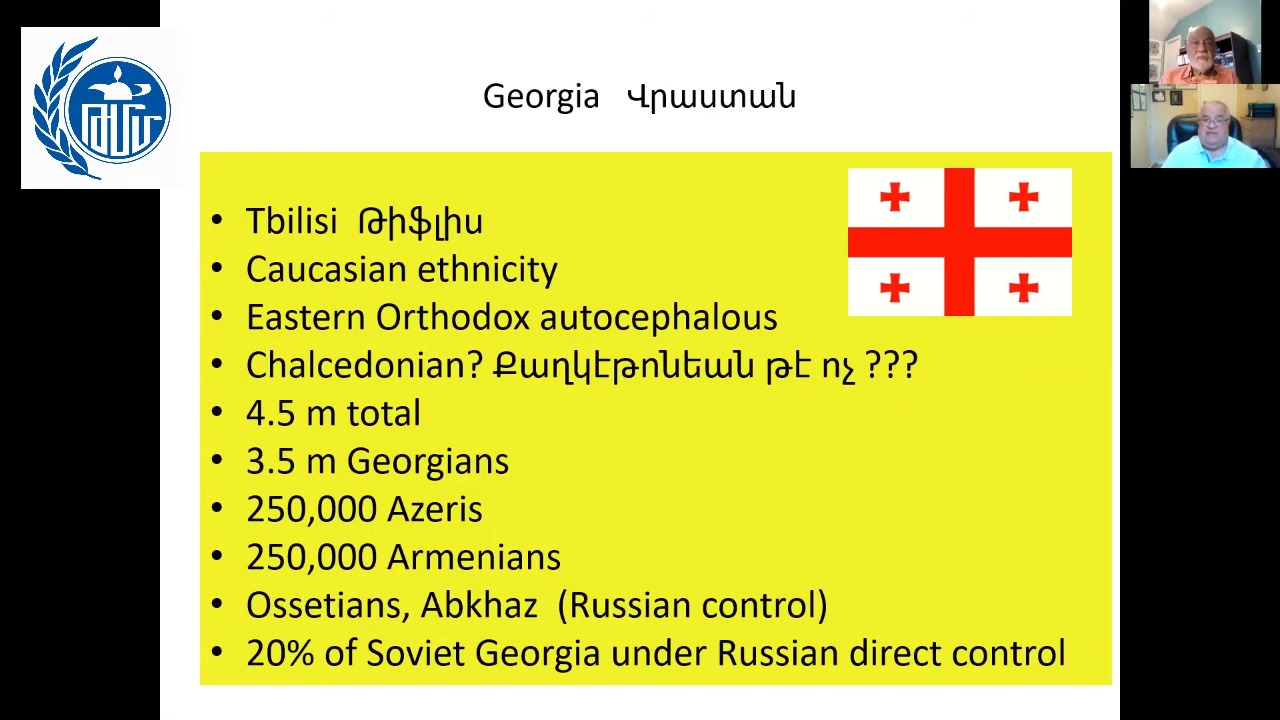 Georgia Վրաստան
• Tbilisi Թիֆլիս
• Caucasian ethnicity
• Eastern Orthodox autocephalous
• Chalcedonian? Քաղկէթոնեան թէ ոչ ???
• 4.5 m total
• 3.5 m Georgians
• 250,000 Azeris
• 250,000 Armenians
• Ossetians, Abkhaz (Russian control)
• 20% of Soviet Georgia under Russian direct control